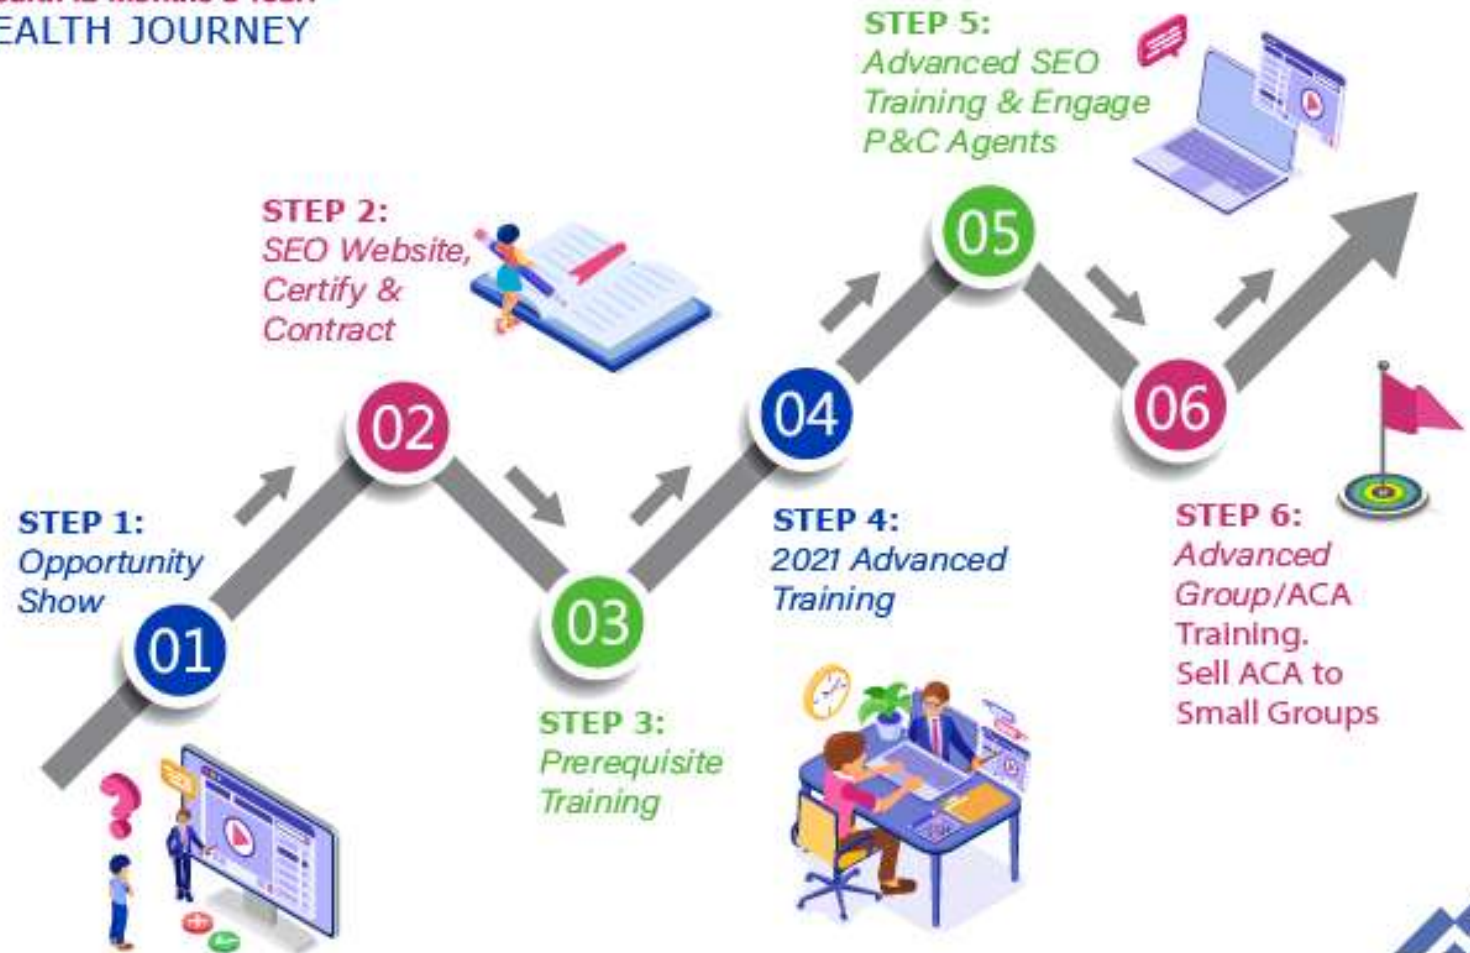 EALTH JOURNEY
STEP 1:
Opportunity
Show
01
STEP 2:
SEO Website,
Certify &
Contract
02
STEP 3:
Prerequisite
Training
03
STEP 4:
2021 Advanced
Training
04
STEP 5:
Advanced SEO
Training & Engage
P&C Agents
05
STEP 6:
Advanced
Group/ACA
Training.
Sell ACA to
Small Groups
06